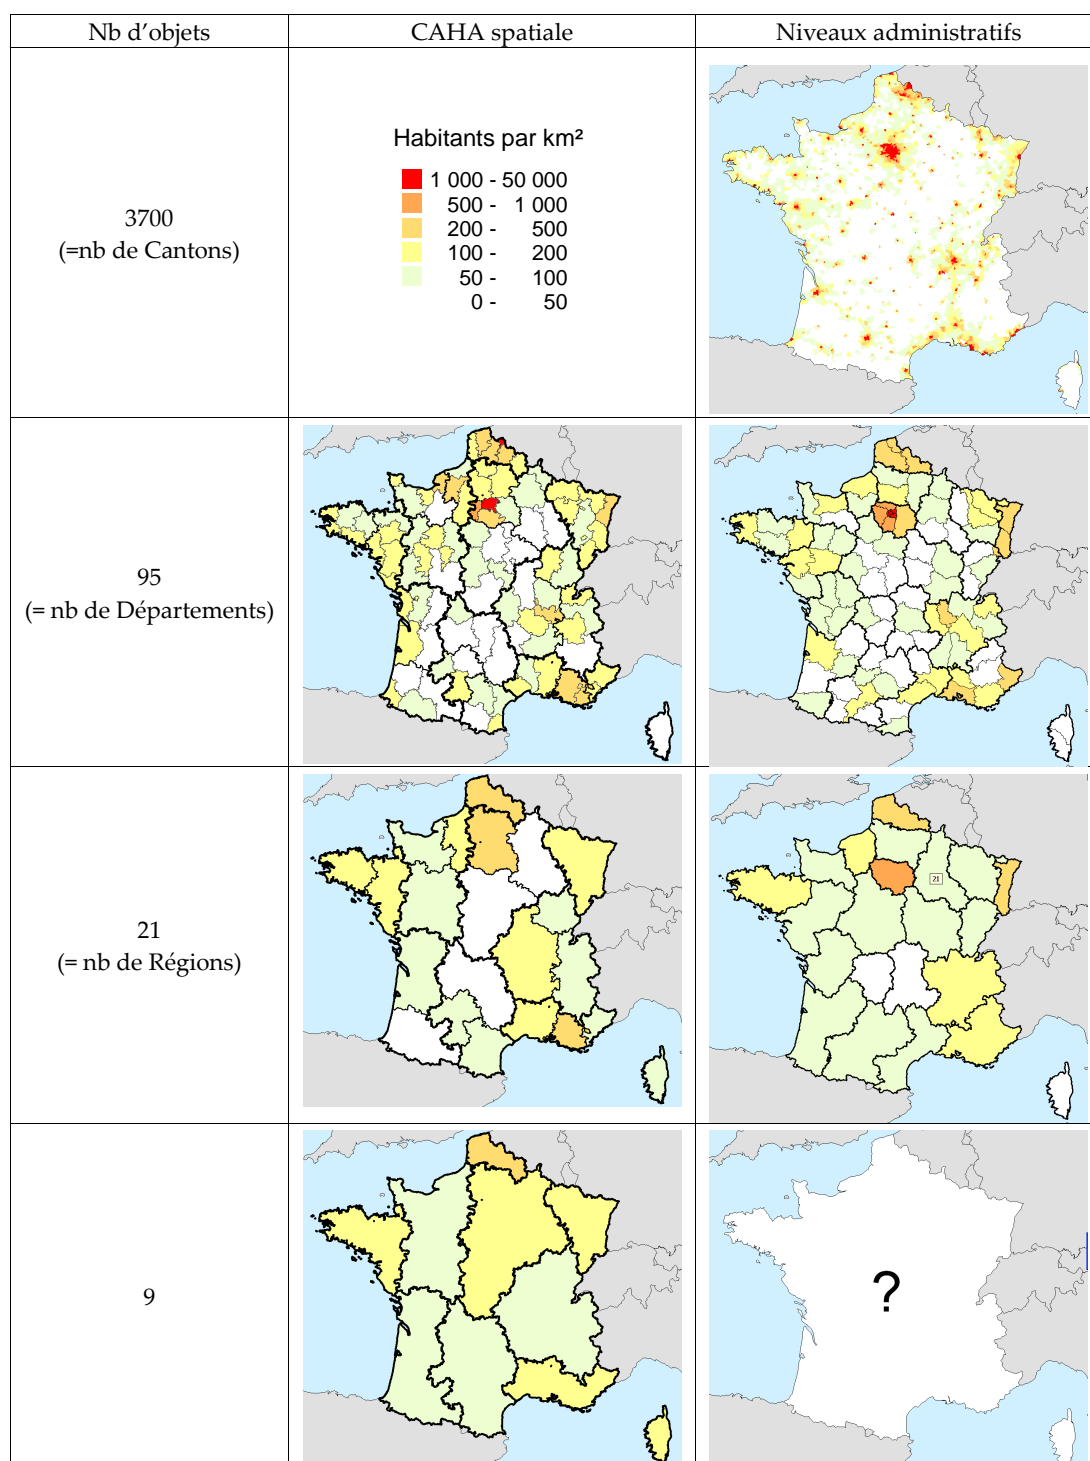 Nb d'objets
CAHA spatiale
Niveaux administratifs
3700
(=nb de Cantons)
Habitants par km²
1 000 - 50 000
500 - 1 000
200 - 500
100 - 200
50 - 100
0 - 50
95
(= nb de Départements)
21
(= nb de Régions)
21
9
?